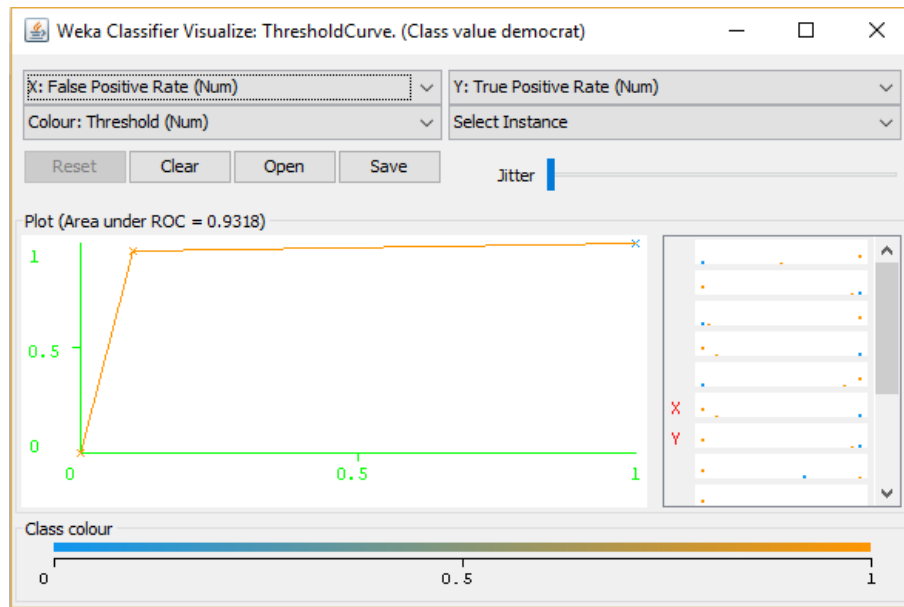 Weka Classifier Visualize: ThresholdCurve. (Class value democrat)
X: False Positive Rate (Num)
Y: True Positive Rate (Num)
Colour: Threshold (Num)
Select Instance
Reset
Clear
Open
Save
Jitter
Plot (Area under ROC = 0.9318)
1
0.5
0
0
0.5
1
X
Y
Class colour
0
0.5
1